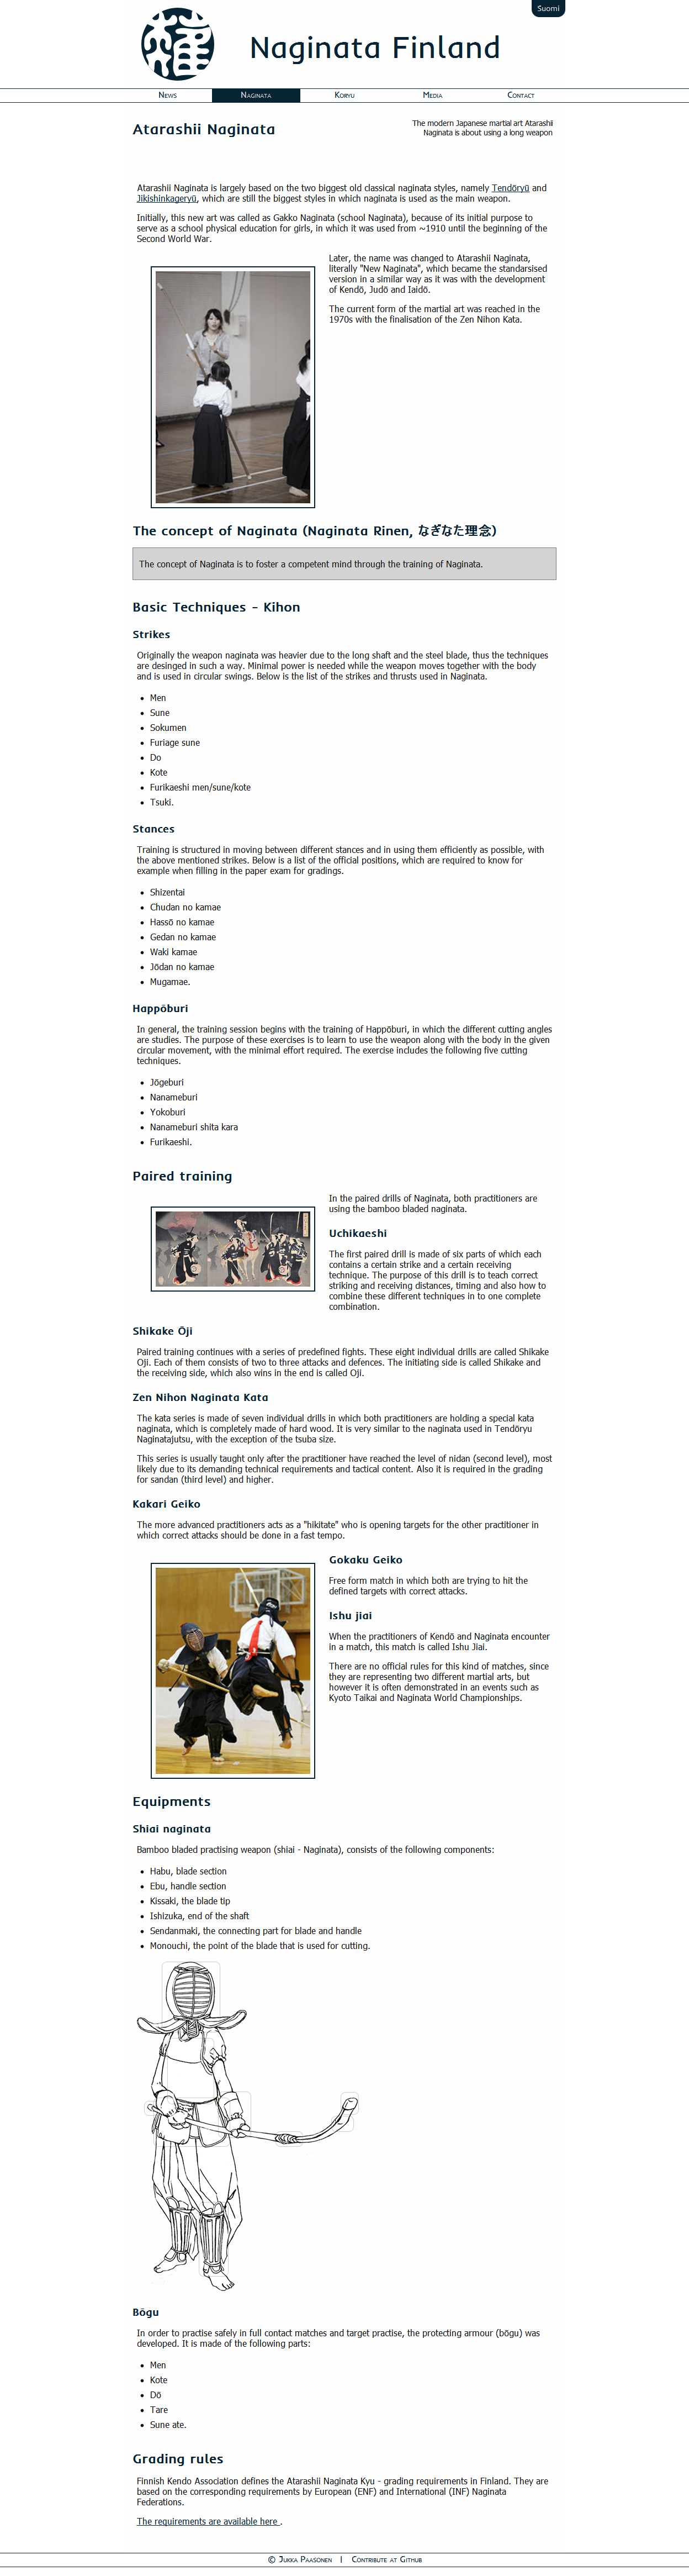 Suomi
Naginata Finland
News
Naginata
Koryu
Media
Contact
Atarashii Naginata
The modern Japanese martial art Atarashii
Naginata is about using a long weapon
Atarashii Naginata is largely based on the two biggest old classical naginata styles, namely Tendōryū and
Jikishinkageryū, which are still the biggest styles in which naginata is used as the main weapon.
Initially, this new art was called as Gakko Naginata (school Naginata), because of its initial purpose to
serve as a school physical education for girls, in which it was used from ~1910 until the beginning of the
Second World War.
Later, the name was changed to Atarashii Naginata,
literally "New Naginata", which became the standarsised
version in a similar way as it was with the development
of Kendō, Judō and Iaidō.
The current form of the martial art was reached in the
1970s with the finalisation of the Zen Nihon Kata.
The concept of Naginata (Naginata Rinen, なぎなた理念)
The concept of Naginata is to foster a competent mind through the training of Naginata.
Basic Techniques - Kihon
Strikes
Originally the weapon naginata was heavier due to the long shaft and the steel blade, thus the techniques
are desinged in such a way. Minimal power is needed while the weapon moves together with the body
and is used in circular swings. Below is the list of the strikes and thrusts used in Naginata.
• Men
• Sune
• Sokumen
• Furiage sune
• Do
• Kote
• Furikaeshi men/sune/kote
• Tsuki.
Stances
Training is structured in moving between different stances and in using them efficiently as possible, with
the above mentioned strikes. Below is a list of the official positions, which are required to know for
example when filling in the paper exam for gradings.
• Shizentai
• Chudan no kamae
• Hassō no kamae
• Gedan no kamae
• Waki kamae
• Jōdan no kamae
• Mugamae.
Happōburi
In general, the training session begins with the training of Happōburi, in which the different cutting angles
are studies. The purpose of these exercises is to learn to use the weapon along with the body in the given
circular movement, with the minimal effort required. The exercise includes the following five cutting
techniques.
• Jōgeburi
• Nanameburi
• Yokoburi
• Nanameburi shita kara
• Furikaeshi.
Paired training
In the paired drills of Naginata, both practitioners are
using the bamboo bladed naginata.
Uchikaeshi
The first paired drill is made of six parts of which each
contains a certain strike and a certain receiving
technique. The purpose of this drill is to teach correct
striking and receiving distances, timing and also how to
combine these different techniques in to one complete
combination.
Shikake Ōji
Paired training continues with a series of predefined fights. These eight individual drills are called Shikake
Oji. Each of them consists of two to three attacks and defences. The initiating side is called Shikake and
the receiving side, which also wins in the end is called Oji.
Zen Nihon Naginata Kata
The kata series is made of seven individual drills in which both practitioners are holding a special kata
naginata, which is completely made of hard wood. It is very similar to the naginata used in Tendōryu
Naginatajutsu, with the exception of the tsuba size.
This series is usually taught only after the practitioner have reached the level of nidan (second level), most
likely due to its demanding technical requirements and tactical content. Also it is required in the grading
for sandan (third level) and higher.
Kakari Geiko
The more advanced practitioners acts as a "hikitate" who is opening targets for the other practitioner in
which correct attacks should be done in a fast tempo.
Gokaku Geiko
Free form match in which both are trying to hit the
defined targets with correct attacks.
Ishu jiai
When the practitioners of Kendō and Naginata encounter
in a match, this match is called Ishu Jiai.
There are no official rules for this kind of matches, since
they are representing two different martial arts, but
however it is often demonstrated in an events such as
Kyoto Taikai and Naginata World Championships.
Equipments
Shiai naginata
Bamboo bladed practising weapon (shiai - Naginata), consists of the following components:
• Habu, blade section
• Ebu, handle section
• Kissaki, the blade tip
• Ishizuka, end of the shaft
• Sendanmaki, the connecting part for blade and handle
• Monouchi, the point of the blade that is used for cutting.
Bōgu
In order to practise safely in full contact matches and target practise, the protecting armour (bōgu) was
developed. It is made of the following parts:
• Men
• Kote
• Dō
• Tare
• Sune ate.
Grading rules
Finnish Kendo Association defines the Atarashii Naginata Kyu - grading requirements in Finland. They are
based on the corresponding requirements by European (ENF) and International (INF) Naginata
Federations.
The requirements are available here .
© Jukka Paasonen | Contribute at Github